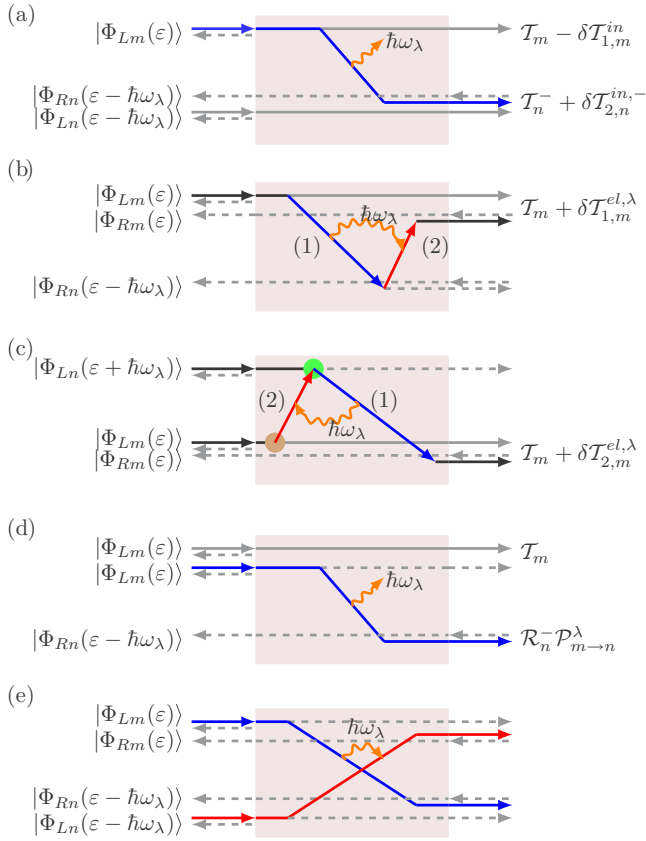 (a)
|Φ_{Lm}(ε)⟩ 𝒯_m − δ𝒯^{in}_{1,m}
ħω_λ
|Φ_{Rn}(ε − ħω_λ)⟩ 𝒯^−_n + δ𝒯^{in,−}_{2,n}
|Φ_{Ln}(ε − ħω_λ)⟩
(b)
|Φ_{Lm}(ε)⟩ 𝒯_m + δ𝒯^{el,λ}_{1,m}
|Φ_{Rm}(ε)⟩ ħω_λ
(1) (2)
|Φ_{Rn}(ε − ħω_λ)⟩
(c)
|Φ_{Ln}(ε + ħω_λ)⟩
(2) (1)
ħω_λ
|Φ_{Lm}(ε)⟩
|Φ_{Rm}(ε)⟩ 𝒯_m + δ𝒯^{el,λ}_{2,m}
(d)
|Φ_{Lm}(ε)⟩ 𝒯_m
|Φ_{Lm}(ε)⟩
ħω_λ
|Φ_{Rn}(ε − ħω_λ)⟩ ℛ^−_n 𝒫^λ_{m→n}
(e)
|Φ_{Lm}(ε)⟩
|Φ_{Rm}(ε)⟩ ħω_λ
|Φ_{Rn}(ε − ħω_λ)⟩
|Φ_{Ln}(ε − ħω_λ)⟩